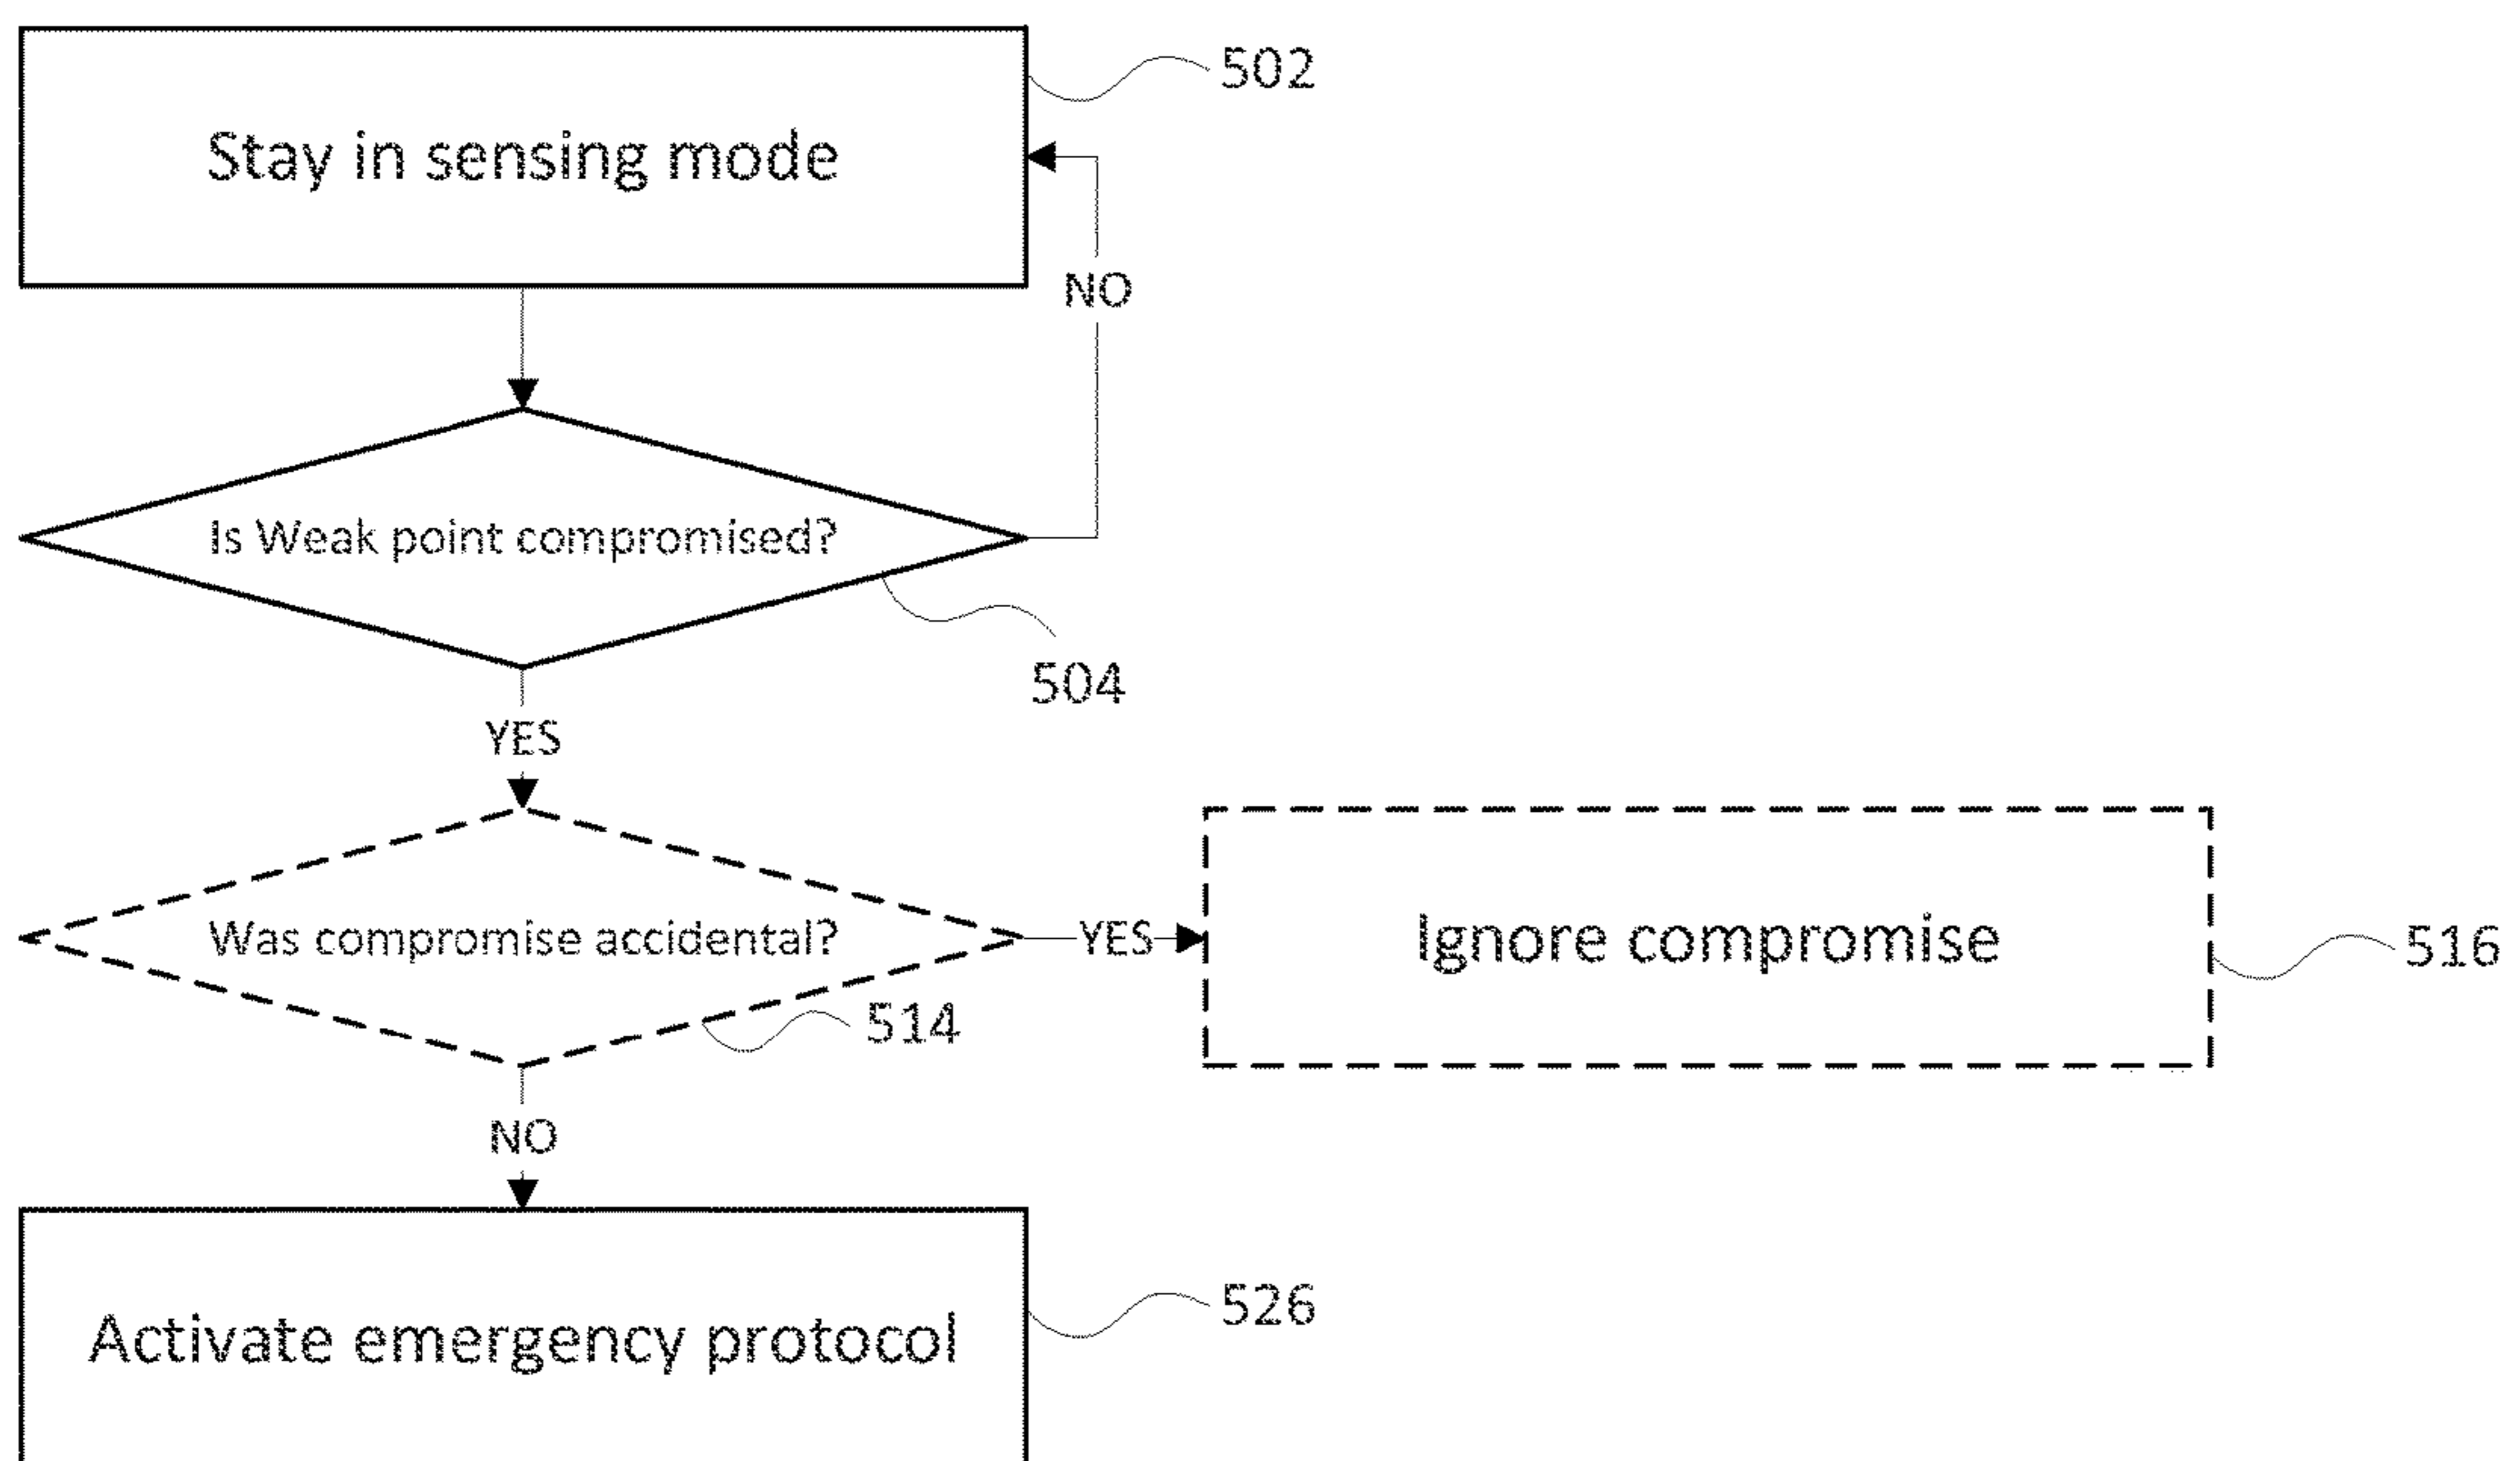 502
Stay in sensing mode
NO
Is Weak point compromised?
504
YES
Was compromise accidental?
YES
Ignore compromise
516
514
NO
526
Activate emergency protocol